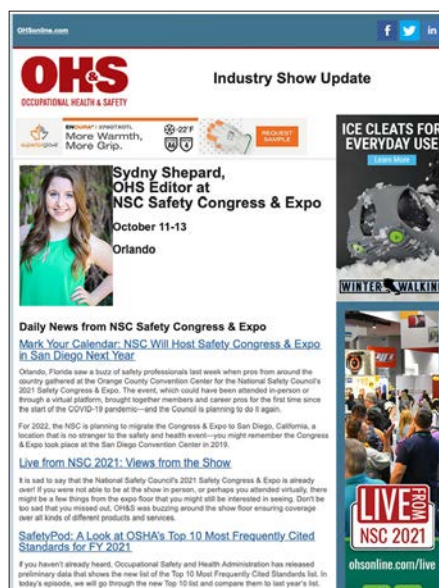 OHSonline.com
f
in
OH&S
OCCUPATIONAL HEALTH & SAFETY
Industry Show Update
superior glove
More Warmth,
More Grip.
-22°F
REQUEST
SAMPLE
ICE CLEATS FOR
EVERYDAY USE
Learn More
WINTER WALKING
Sydny Shepard,
OHS Editor at
NSC Safety Congress & Expo
October 11-13
Orlando
Daily News from NSC Safety Congress & Expo
Mark Your Calendar: NSC Will Host Safety Congress & Expo
in San Diego Next Year
Orlando, Florida saw a buzz of safety professionals last week when pros from around the
country gathered at the Orange County Convention Center for the National Safety Council's
2021 Safety Congress & Expo. The event, which could have been attended in-person or
through a virtual platform, brought together members and career pros for the first time since
the start of the COVID-19 pandemic—and the Council is planning to do it again.
For 2022, the NSC is planning to migrate the Congress & Expo to San Diego, California, a
location that is no stranger to the safety and health event—you might remember the Congress
& Expo took place at the San Diego Convention Center in 2019.
Live from NSC 2021: Views from the Show
It is sad to say that the National Safety Council's 2021 Safety Congress & Expo is already
over! If you were not able to be at the show in person, or perhaps you attended virtually, there
might be a few things from the expo floor that you might still be interested in seeing. Don't be
too sad that you missed out, OH&S was buzzing around the show floor ensuring coverage
over all kinds of different products and services.
SafetyPod: A Look at OSHA's Top 10 Most Frequently Cited
Standards for FY 2021
If you haven't already heard, Occupational Safety and Health Administration has released
preliminary data that shows the new list of the Top 10 Most Frequently Cited Standards list. In
today's episode, we will go through the new Top 10 list and compare them to last year's list.
LIVE FROM
NSC 2021
ohsonline.com/live